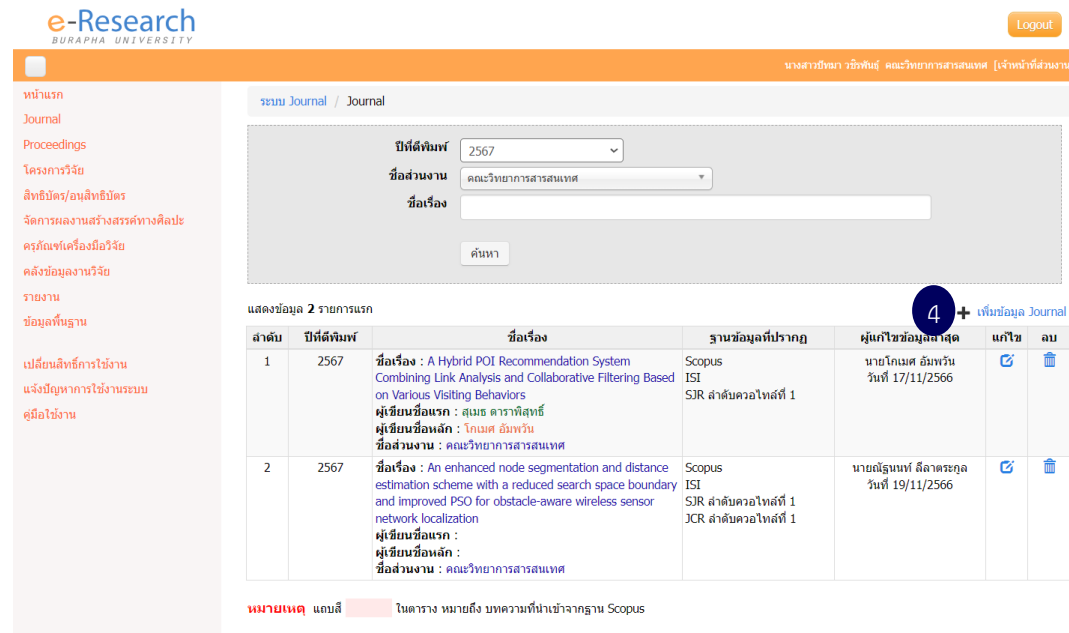 e-Research
BURAPHA UNIVERSITY
Logout
นางสาวปัทมา วชิรพันธุ์ คณะวิทยาการสารสนเทศ [เจ้าหน้าที่ส่วนงาน
หน้าแรก
Journal
Proceedings
โครงการวิจัย
สิทธิบัตร/อนุสิทธิบัตร
จัดการผลงานสร้างสรรค์ทางศิลปะ
ครุภัณฑ์เครื่องมือวิจัย
คลังข้อมูลงานวิจัย
รายงาน
ข้อมูลพื้นฐาน
เปลี่ยนสิทธิ์การใช้งาน
แจ้งปัญหาการใช้งานระบบ
คู่มือใช้งาน
ระบบ Journal / Journal
ปีที่ตีพิมพ์ 2567
ชื่อส่วนงาน คณะวิทยาการสารสนเทศ
ชื่อเรื่อง
ค้นหา
แสดงข้อมูล 2 รายการแรก
4 เพิ่มข้อมูล Journal
ลำดับ ปีที่ตีพิมพ์ ชื่อเรื่อง ฐานข้อมูลที่ปรากฏ ผู้แก้ไขข้อมูลล่าสุด แก้ไข ลบ
1 2567 ชื่อเรื่อง : A Hybrid POI Recommendation System Scopus นายโกเมศ อัมพวัน
Combining Link Analysis and Collaborative Filtering Based ISI วันที่ 17/11/2566
on Various Visiting Behaviors SJR ลำดับควอไทล์ที่ 1
ผู้เขียนชื่อแรก : สุเมธ ดาราพิสุทธิ์
ผู้เขียนชื่อหลัก : โกเมศ อัมพวัน
ชื่อส่วนงาน : คณะวิทยาการสารสนเทศ
2 2567 ชื่อเรื่อง : An enhanced node segmentation and distance Scopus นายณัฐนนท์ ลีลาตระกูล
estimation scheme with a reduced search space boundary ISI วันที่ 19/11/2566
and improved PSO for obstacle-aware wireless sensor SJR ลำดับควอไทล์ที่ 1
network localization JCR ลำดับควอไทล์ที่ 1
ผู้เขียนชื่อแรก :
ผู้เขียนชื่อหลัก :
ชื่อส่วนงาน : คณะวิทยาการสารสนเทศ
หมายเหตุ แถบสี ในตาราง หมายถึง บทความที่นำเข้าจากฐาน Scopus